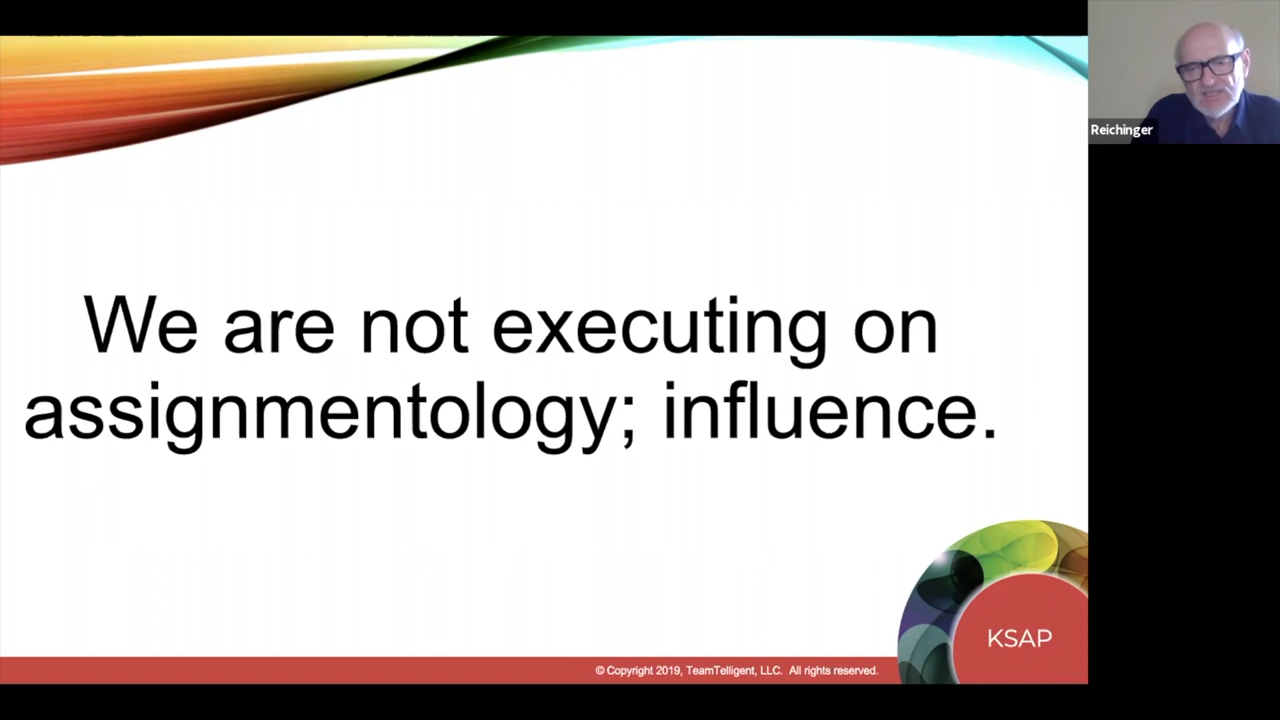 Reichinger
We are not executing on
assignmentology; influence.
KSAP
© Copyright 2019, TeamTelligent, LLC. All rights reserved.